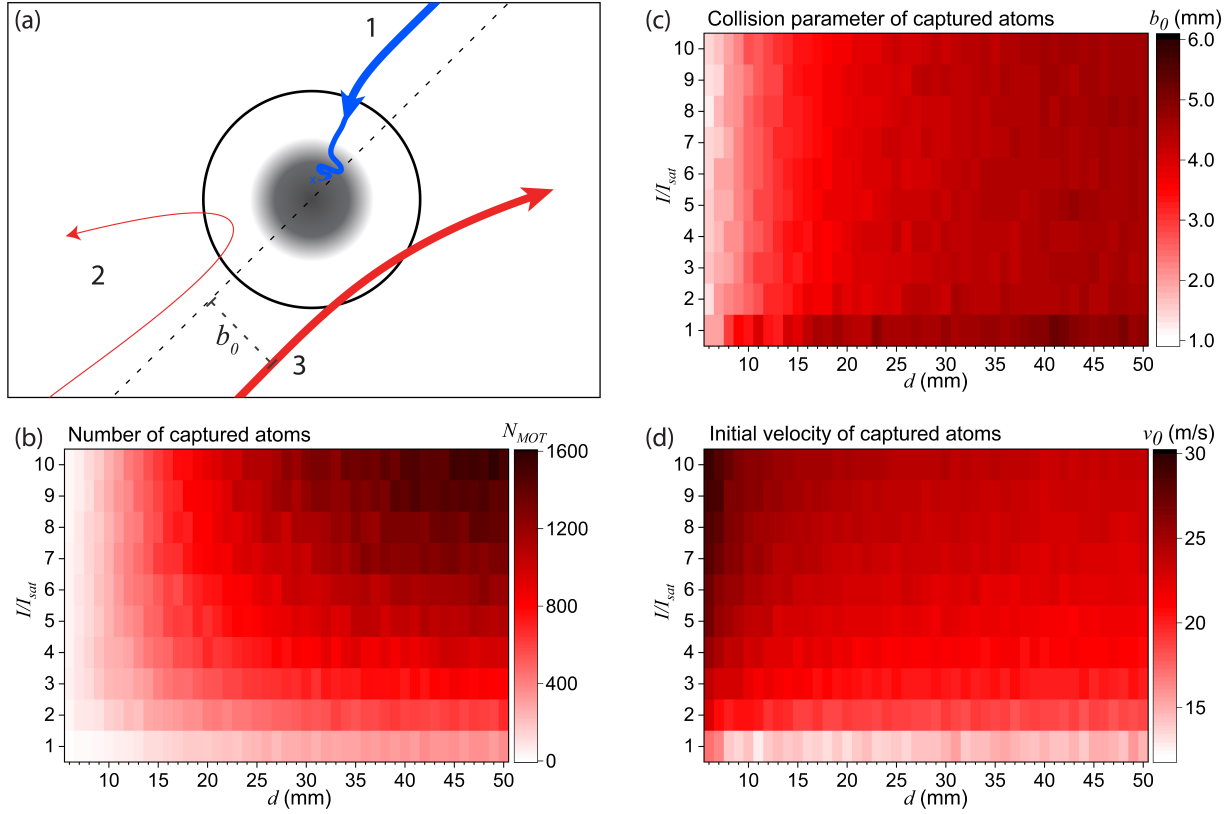 (a)
1
2
b0
3
(c)
Collision parameter of captured atoms
b0 (mm)
10
9
8
7
6
5
4
3
2
1
I/Isat
10 15 20 25 30 35 40 45 50
d (mm)
6.0
5.0
4.0
3.0
2.0
1.0
(b)
Number of captured atoms
NMOT
10
9
8
7
6
5
4
3
2
1
I/Isat
10 15 20 25 30 35 40 45 50
d (mm)
1600
1200
800
400
0
(d)
Initial velocity of captured atoms
v0 (m/s)
10
9
8
7
6
5
4
3
2
1
I/Isat
10 15 20 25 30 35 40 45 50
d (mm)
30
25
20
15